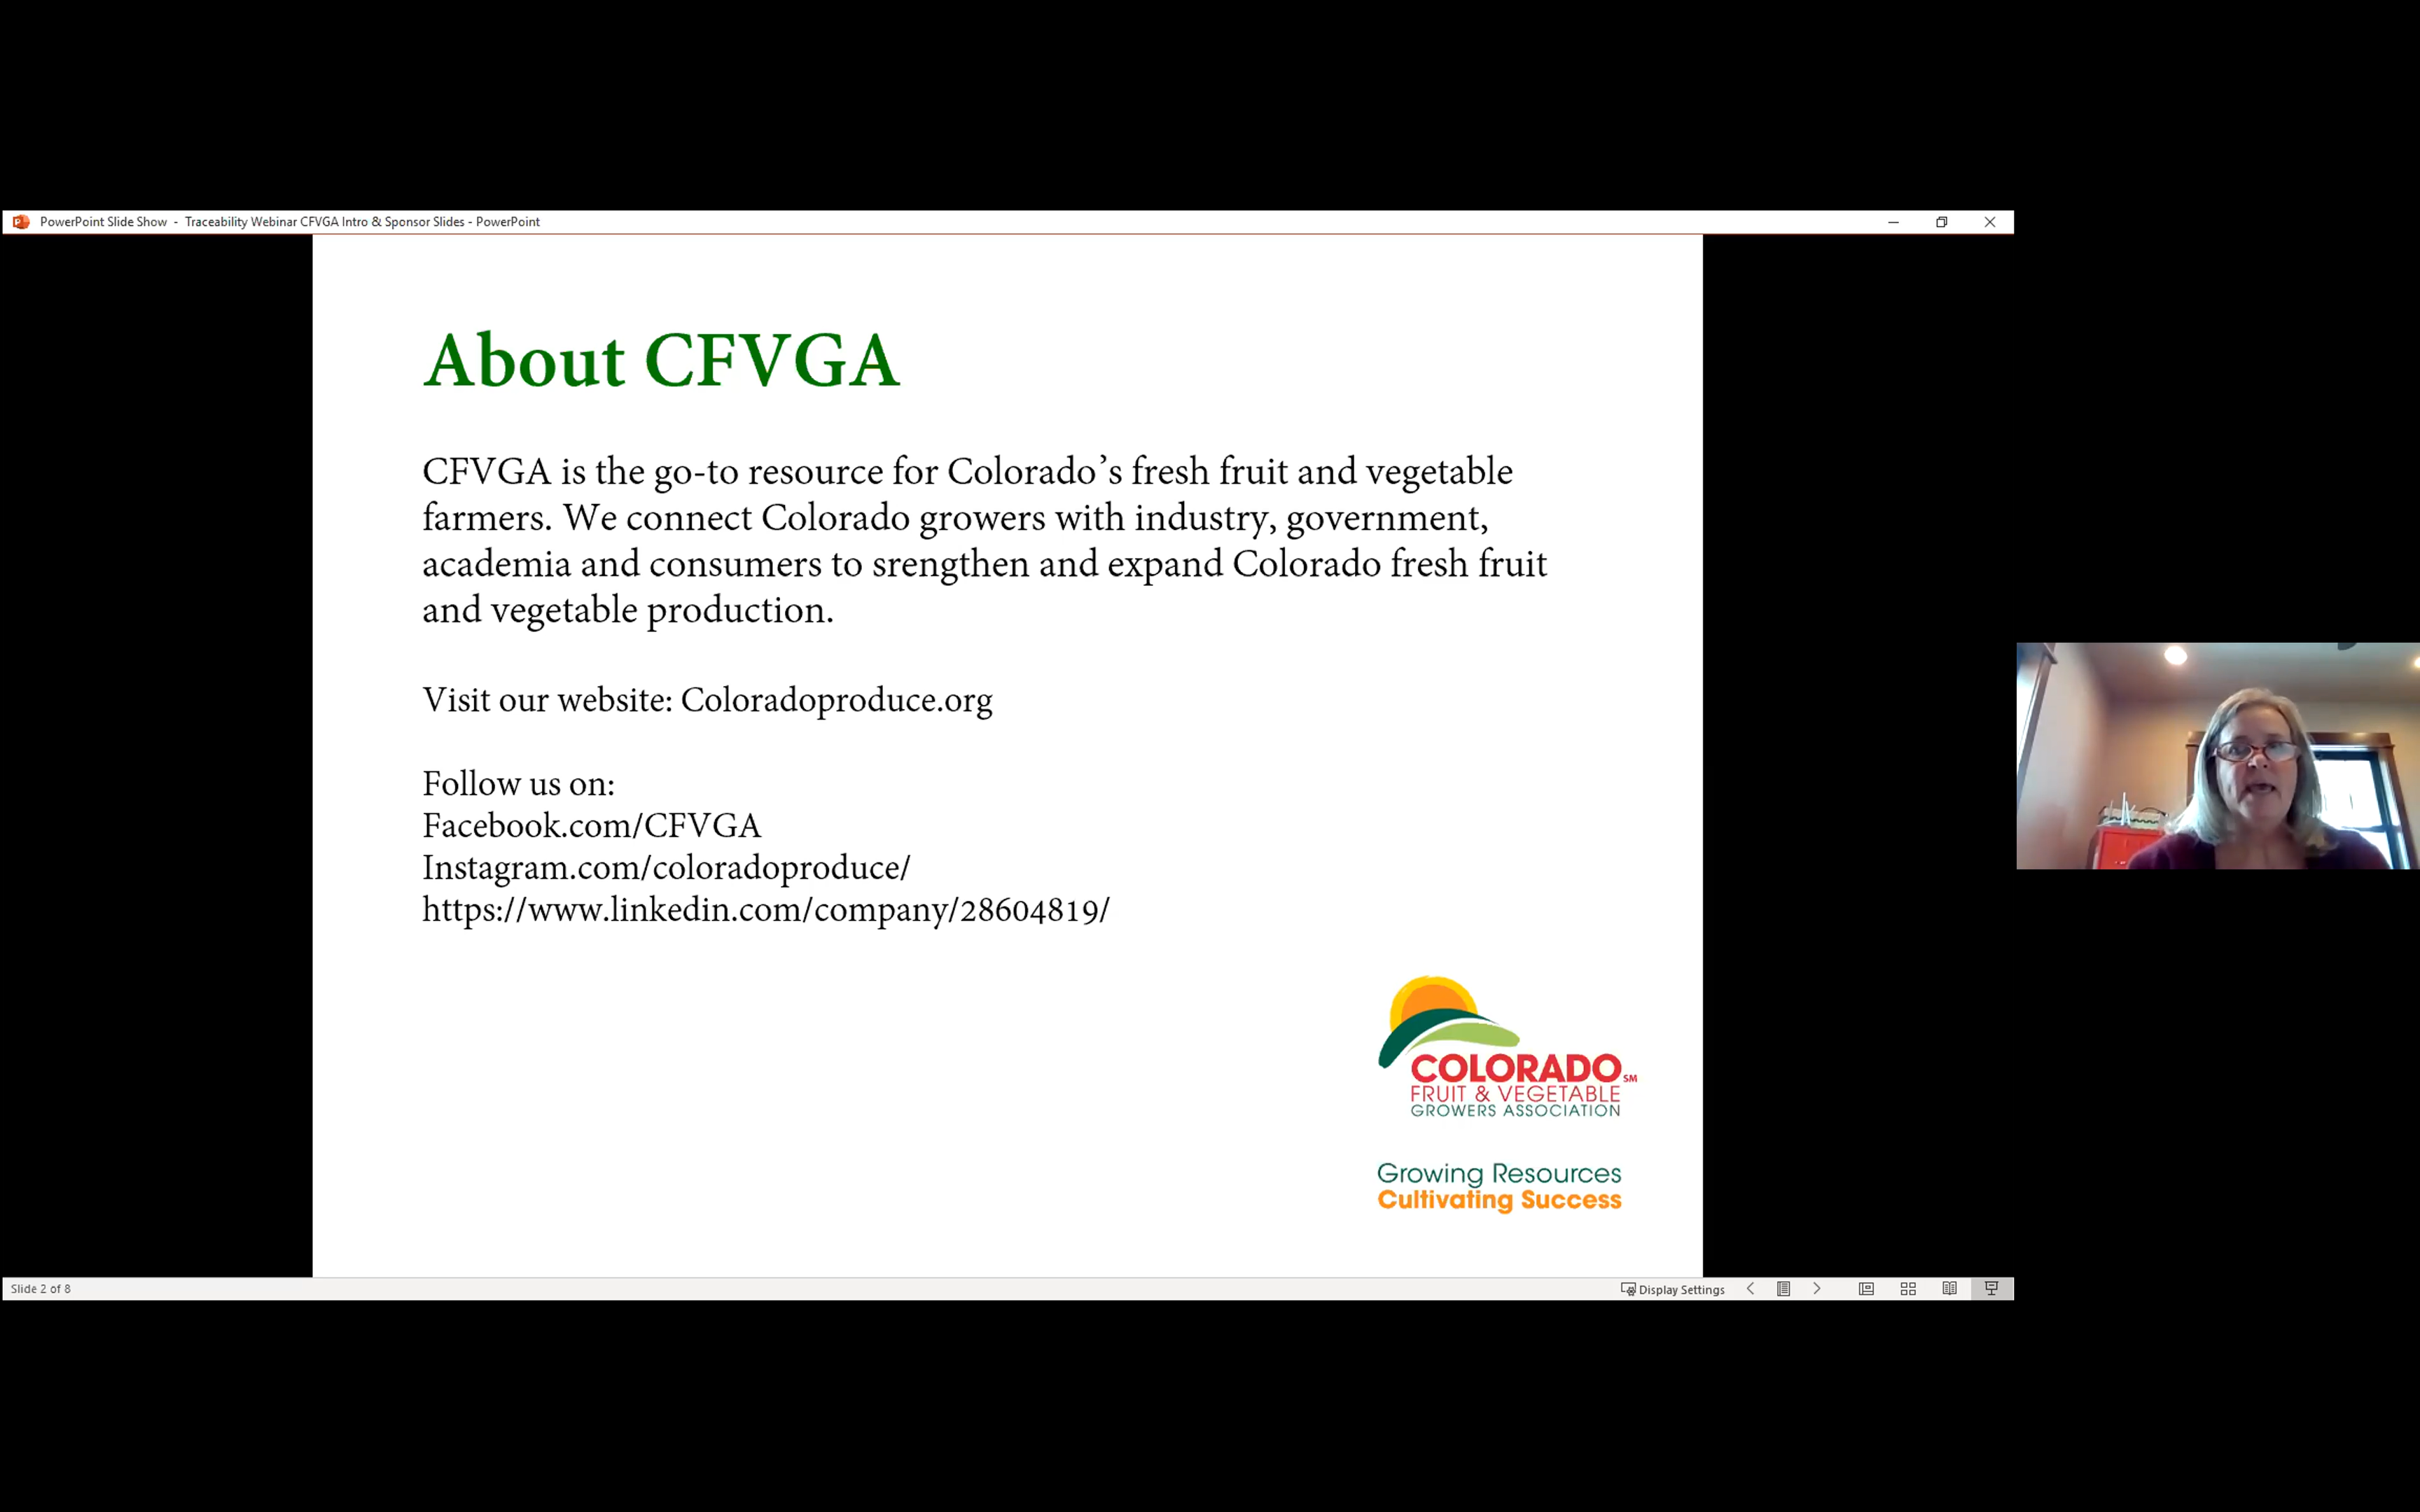 PowerPoint Slide Show - Traceability Webinar CFVGA Intro & Sponsor Slides - PowerPoint
About CFVGA
CFVGA is the go-to resource for Colorado’s fresh fruit and vegetable
farmers. We connect Colorado growers with industry, government,
academia and consumers to srengthen and expand Colorado fresh fruit
and vegetable production.
Visit our website: Coloradoproduce.org
Follow us on:
Facebook.com/CFVGA
Instagram.com/coloradoproduce/
https://www.linkedin.com/company/28604819/
COLORADO SM
FRUIT & VEGETABLE
GROWERS ASSOCIATION
Growing Resources
Cultivating Success
Slide 2 of 8
Display Settings